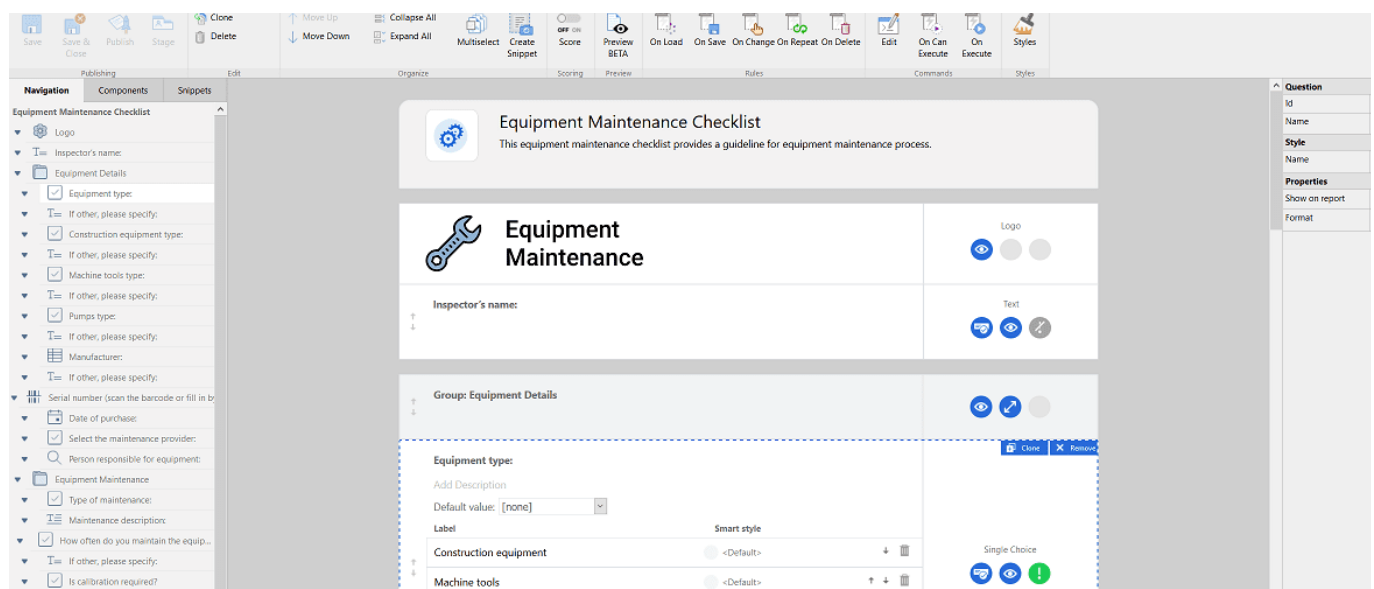 Clone
Move Up
Collapse All
OFF ON
Save
Save & Close
Publish
Stage
Delete
Move Down
Expand All
Multiselect
Create Snippet
Score
Preview BETA
On Load
On Save
On Change
On Repeat
On Delete
Edit
On Can Execute
On Execute
Styles
Publishing
Edit
Organize
Scoring
Preview
Rules
Commands
Styles
Navigation
Components
Snippets
Equipment Maintenance Checklist
Logo
Inspector's name:
Equipment Details
Equipment type:
If other, please specify:
Construction equipment type:
If other, please specify:
Machine tools type:
If other, please specify:
Pumps type:
If other, please specify:
Manufacturer:
If other, please specify:
Serial number (scan the barcode or fill in by
Date of purchase:
Select the maintenance provider:
Person responsible for equipment:
Equipment Maintenance
Type of maintenance:
Maintenance description:
How often do you maintain the equip...
If other, please specify:
Is calibration required?
Equipment Maintenance Checklist
This equipment maintenance checklist provides a guideline for equipment maintenance process.
Equipment
Maintenance
Logo
Inspector's name:
Text
Group: Equipment Details
Clone
Remove
Equipment type:
Add Description
Default value: [none]
Label
Smart style
Construction equipment
<Default>
Single Choice
Machine tools
<Default>
Question
Id
Name
Style
Name
Properties
Show on report
Format